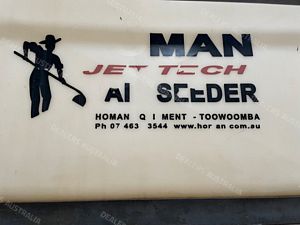 MAN
JET TECH
AI SEEDER
HOMAN Q I MENT - TOOWOOMBA
Ph 07 463 3544 www.hor an.com.au